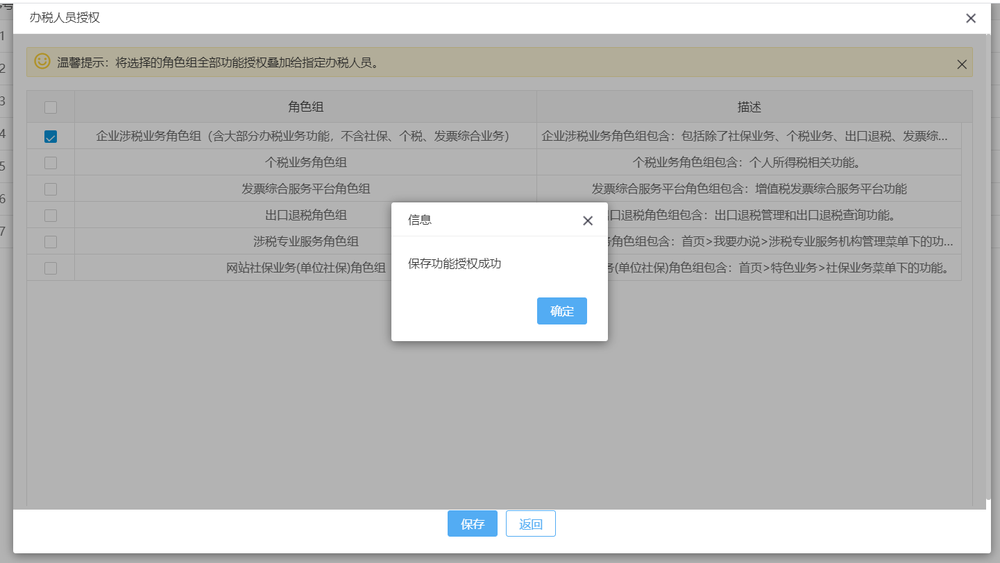 办税人员授权
1
2
3
4
5
6
7
温馨提示：将选择的角色组全部功能授权叠加给指定办税人员。
角色组 描述
企业涉税业务角色组（含大部分办税业务功能，不含社保、个税、发票综合业务） 企业涉税业务角色组包含：包括除了社保业务、个税业务、出口退税、发票综...
个税业务角色组 个税业务角色组包含：个人所得税相关功能。
发票综合服务平台角色组 发票综合服务平台角色组包含：增值税发票综合服务平台功能
出口退税角色组 口退税角色组包含：出口退税管理和出口退税查询功能。
涉税专业服务角色组 角色组包含：首页>我要办说>涉税专业服务机构管理菜单下的功...
网站社保业务(单位社保)角色组 (单位社保)角色组包含：首页>特色业务>社保业务菜单下的功能。
信息
保存功能授权成功
确定
保存 返回